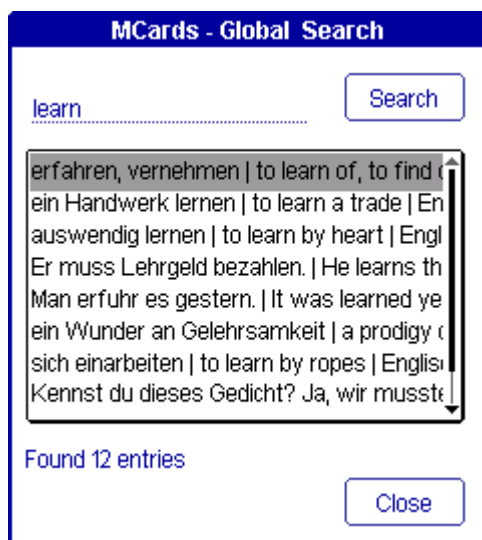 MCards - Global Search
learn
Search
erfahren, vernehmen | to learn of, to find
ein Handwerk lernen | to learn a trade | En
auswendig lernen | to learn by heart | Engl
Er muss Lehrgeld bezahlen. | He learns th
Man erfuhr es gestern. | It was learned ye
ein Wunder an Gelehrsamkeit | a prodigy
sich einarbeiten | to learn by ropes | Englis
Kennst du dieses Gedicht? Ja, wir musste
Found 12 entries
Close